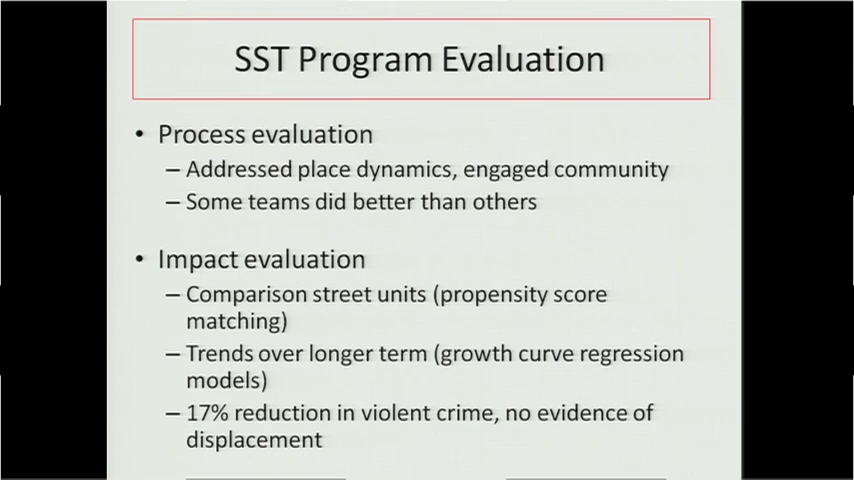 SST Program Evaluation
• Process evaluation
– Addressed place dynamics, engaged community
– Some teams did better than others
• Impact evaluation
– Comparison street units (propensity score
matching)
– Trends over longer term (growth curve regression
models)
– 17% reduction in violent crime, no evidence of
displacement